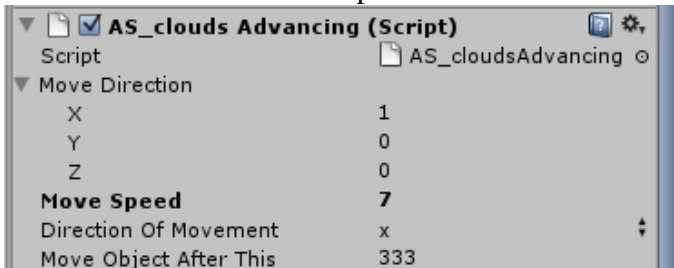 AS_clouds Advancing (Script)
Script AS_cloudsAdvancing
Move Direction
X 1
Y 0
Z 0
Move Speed 7
Direction Of Movement x
Move Object After This 333